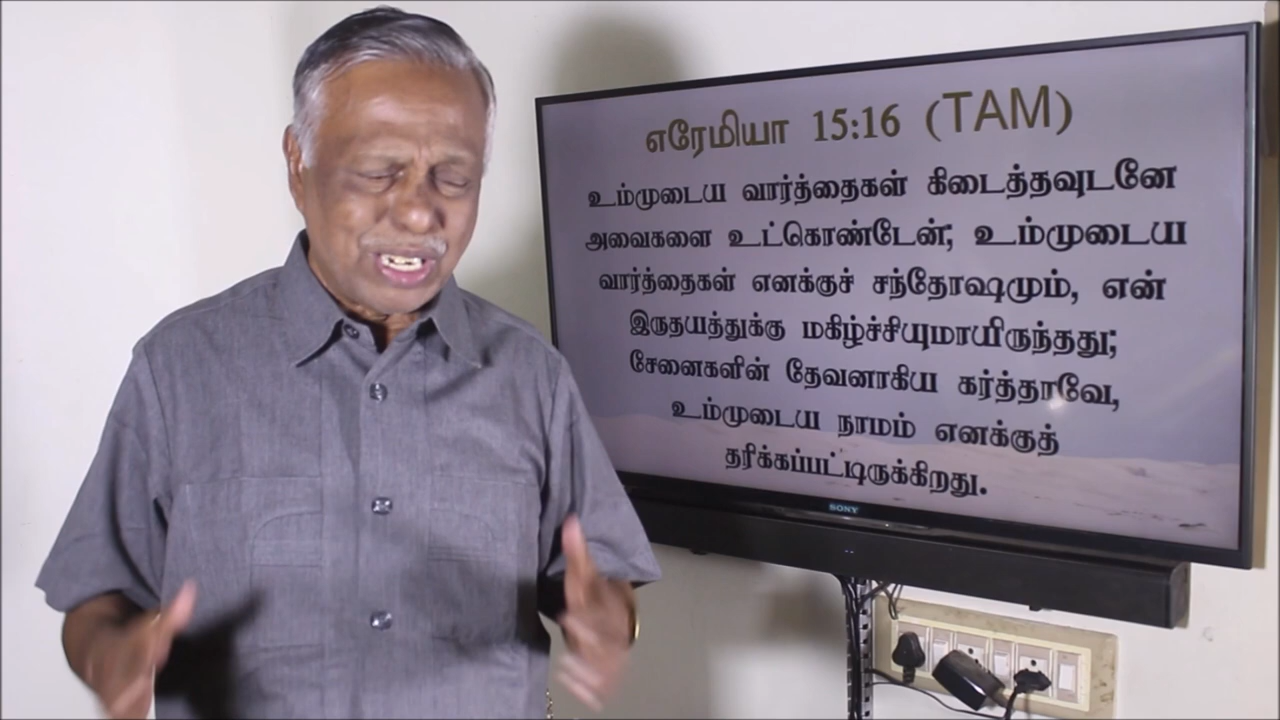 எரேமியா 15:16 (TAM)
உம்முடைய வார்த்தைகள் கிடைத்தவுடனே
அவைகளை உட்கொண்டேன்; உம்முடைய
வார்த்தைகள் எனக்குச் சந்தோஷமும், என்
இருதயத்துக்கு மகிழ்ச்சியுமாயிருந்தது;
சேனைகளின் தேவனாகிய கர்த்தாவே,
உம்முடைய நாமம் எனக்குத்
தரிக்கப்பட்டிருக்கிறது.
SONY